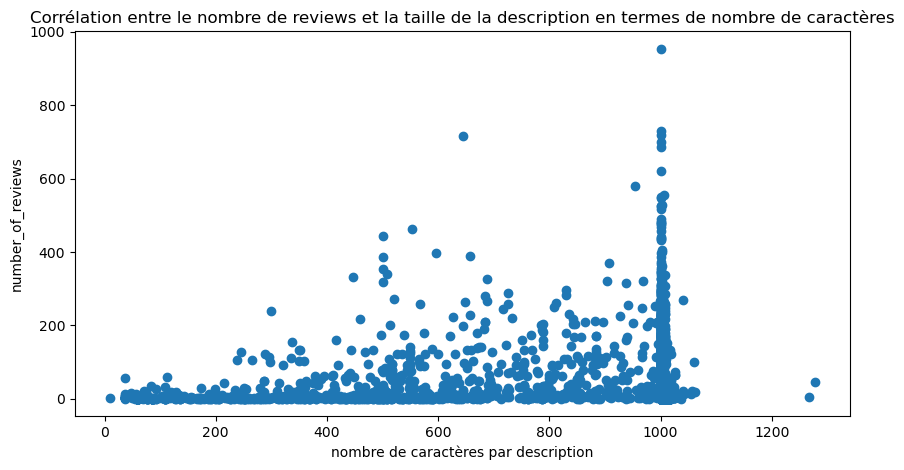 Corrélation entre le nombre de reviews et la taille de la description en termes de nombre de caractères
1000
800
600
400
200
0
number_of_reviews
0 200 400 600 800 1000 1200
nombre de caractères par description